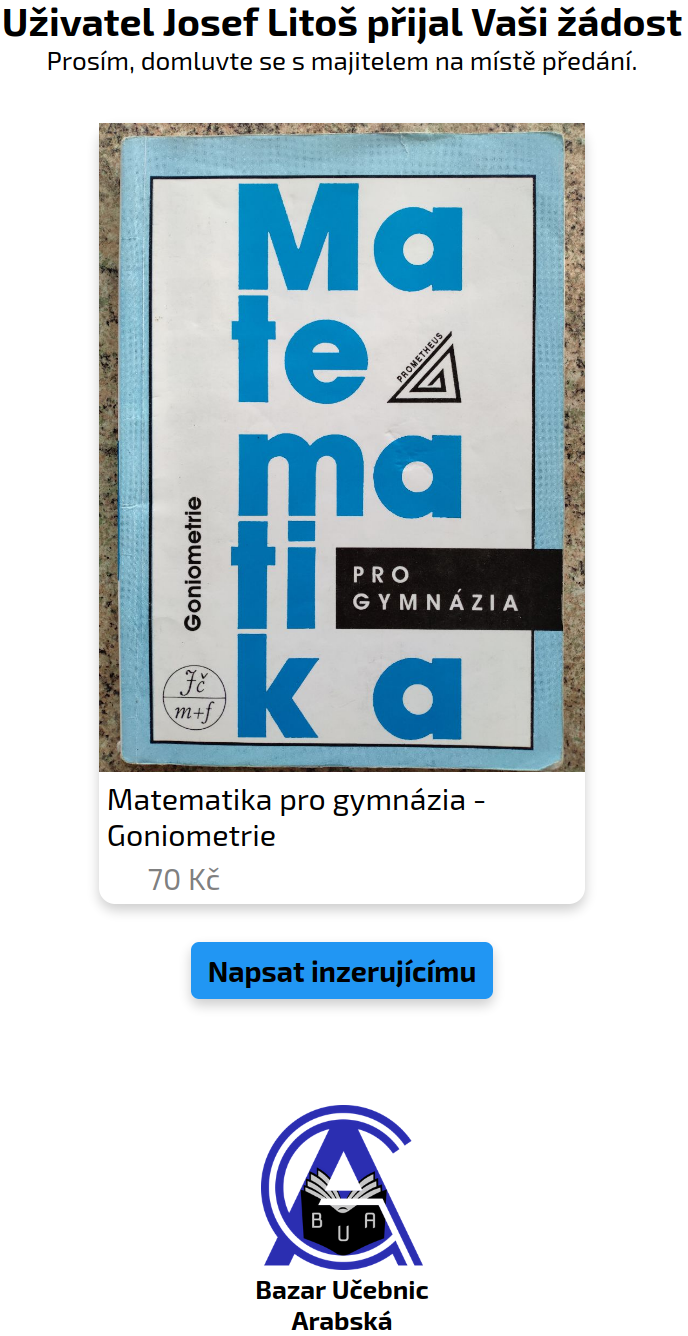 Uživatel Josef Litoš přijal Vaši žádost
Prosím, domluvte se s majitelem na místě předání.
Ma
te
PROMETHEUS
ma
ti
Goniometrie
PRO
GYMNÁZIA
k a
Jč
m+f
Matematika pro gymnázia -
Goniometrie
70 Kč
Napsat inzerujícímu
B U A
Bazar Učebnic
Arabská